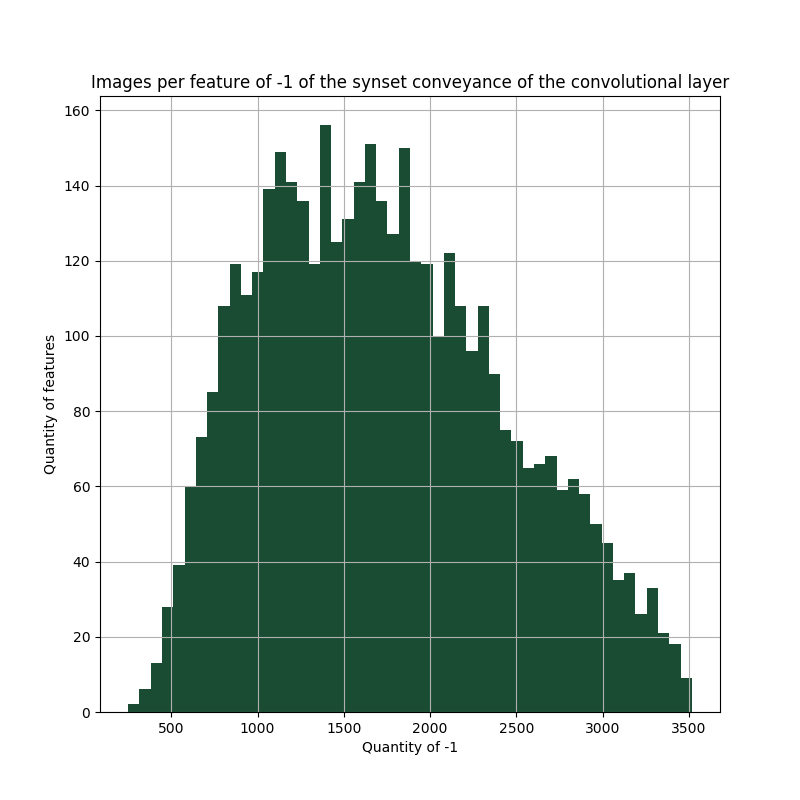 Images per feature of -1 of the synset conveyance of the convolutional layer
160
140
120
100
80
60
40
20
0
Quantity of features
500 1000 1500 2000 2500 3000 3500
Quantity of -1